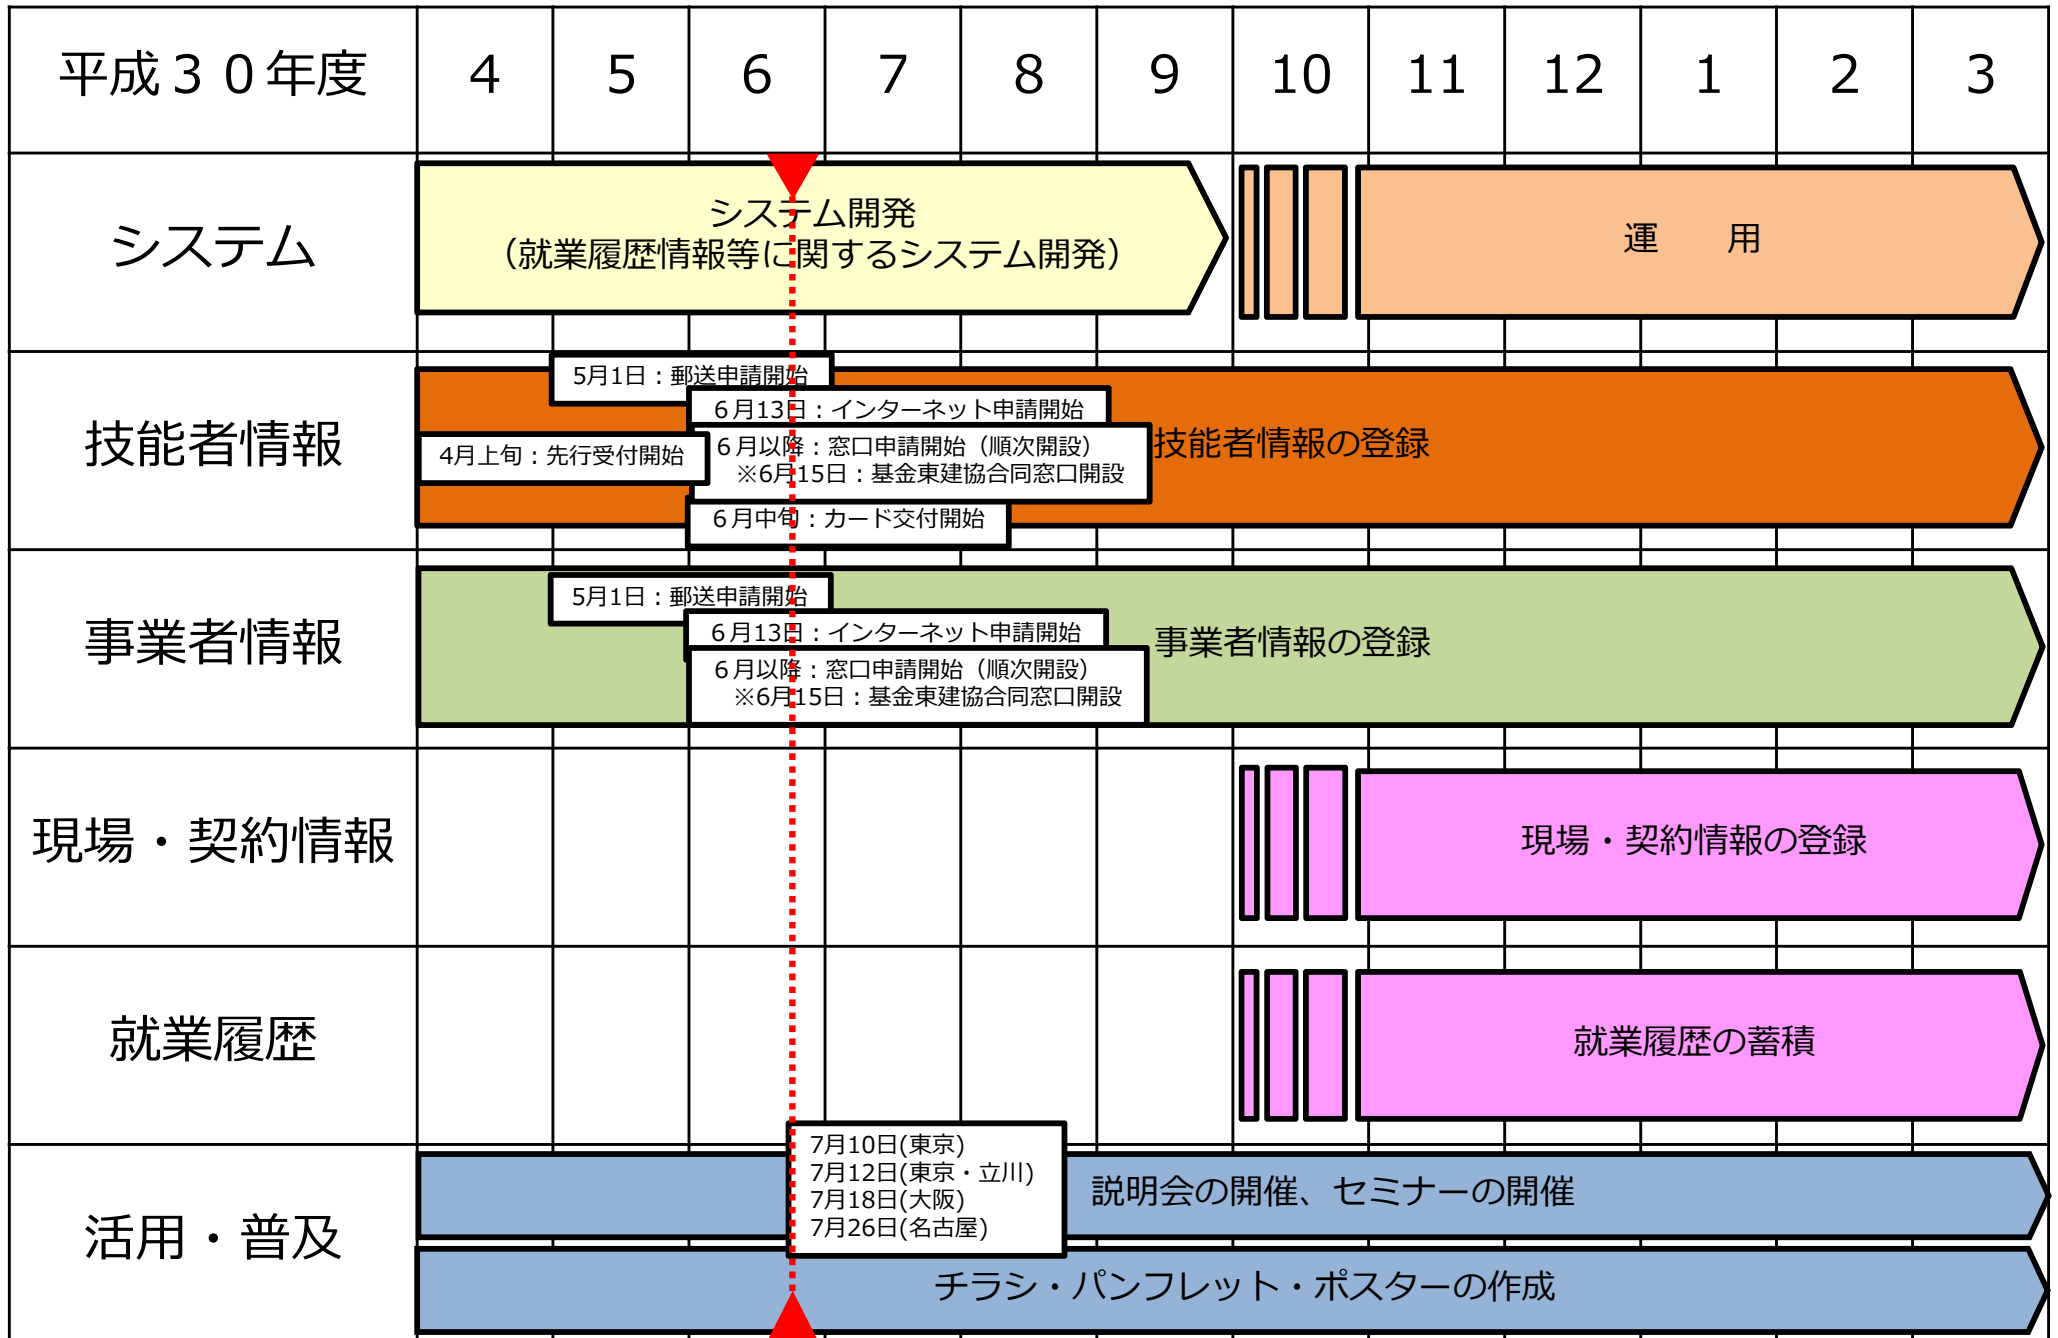 平成３０年度
4
5
6
7
8
9
10
11
12
1
2
3
システム
システム開発
（就業履歴情報等に関するシステム開発）
運　　用
技能者情報
5月1日：郵送申請開始
６月13日：インターネット申請開始
4月上旬：先行受付開始
６月以降：窓口申請開始（順次開設）
※6月15日：基金東建協合同窓口開設
６月中旬：カード交付開始
技能者情報の登録
事業者情報
5月1日：郵送申請開始
６月13日：インターネット申請開始
６月以降：窓口申請開始（順次開設）
※6月15日：基金東建協合同窓口開設
事業者情報の登録
現場・契約情報
現場・契約情報の登録
就業履歴
就業履歴の蓄積
活用・普及
7月10日(東京)
7月12日(東京・立川)
7月18日(大阪)
7月26日(名古屋)
説明会の開催、セミナーの開催
チラシ・パンフレット・ポスターの作成